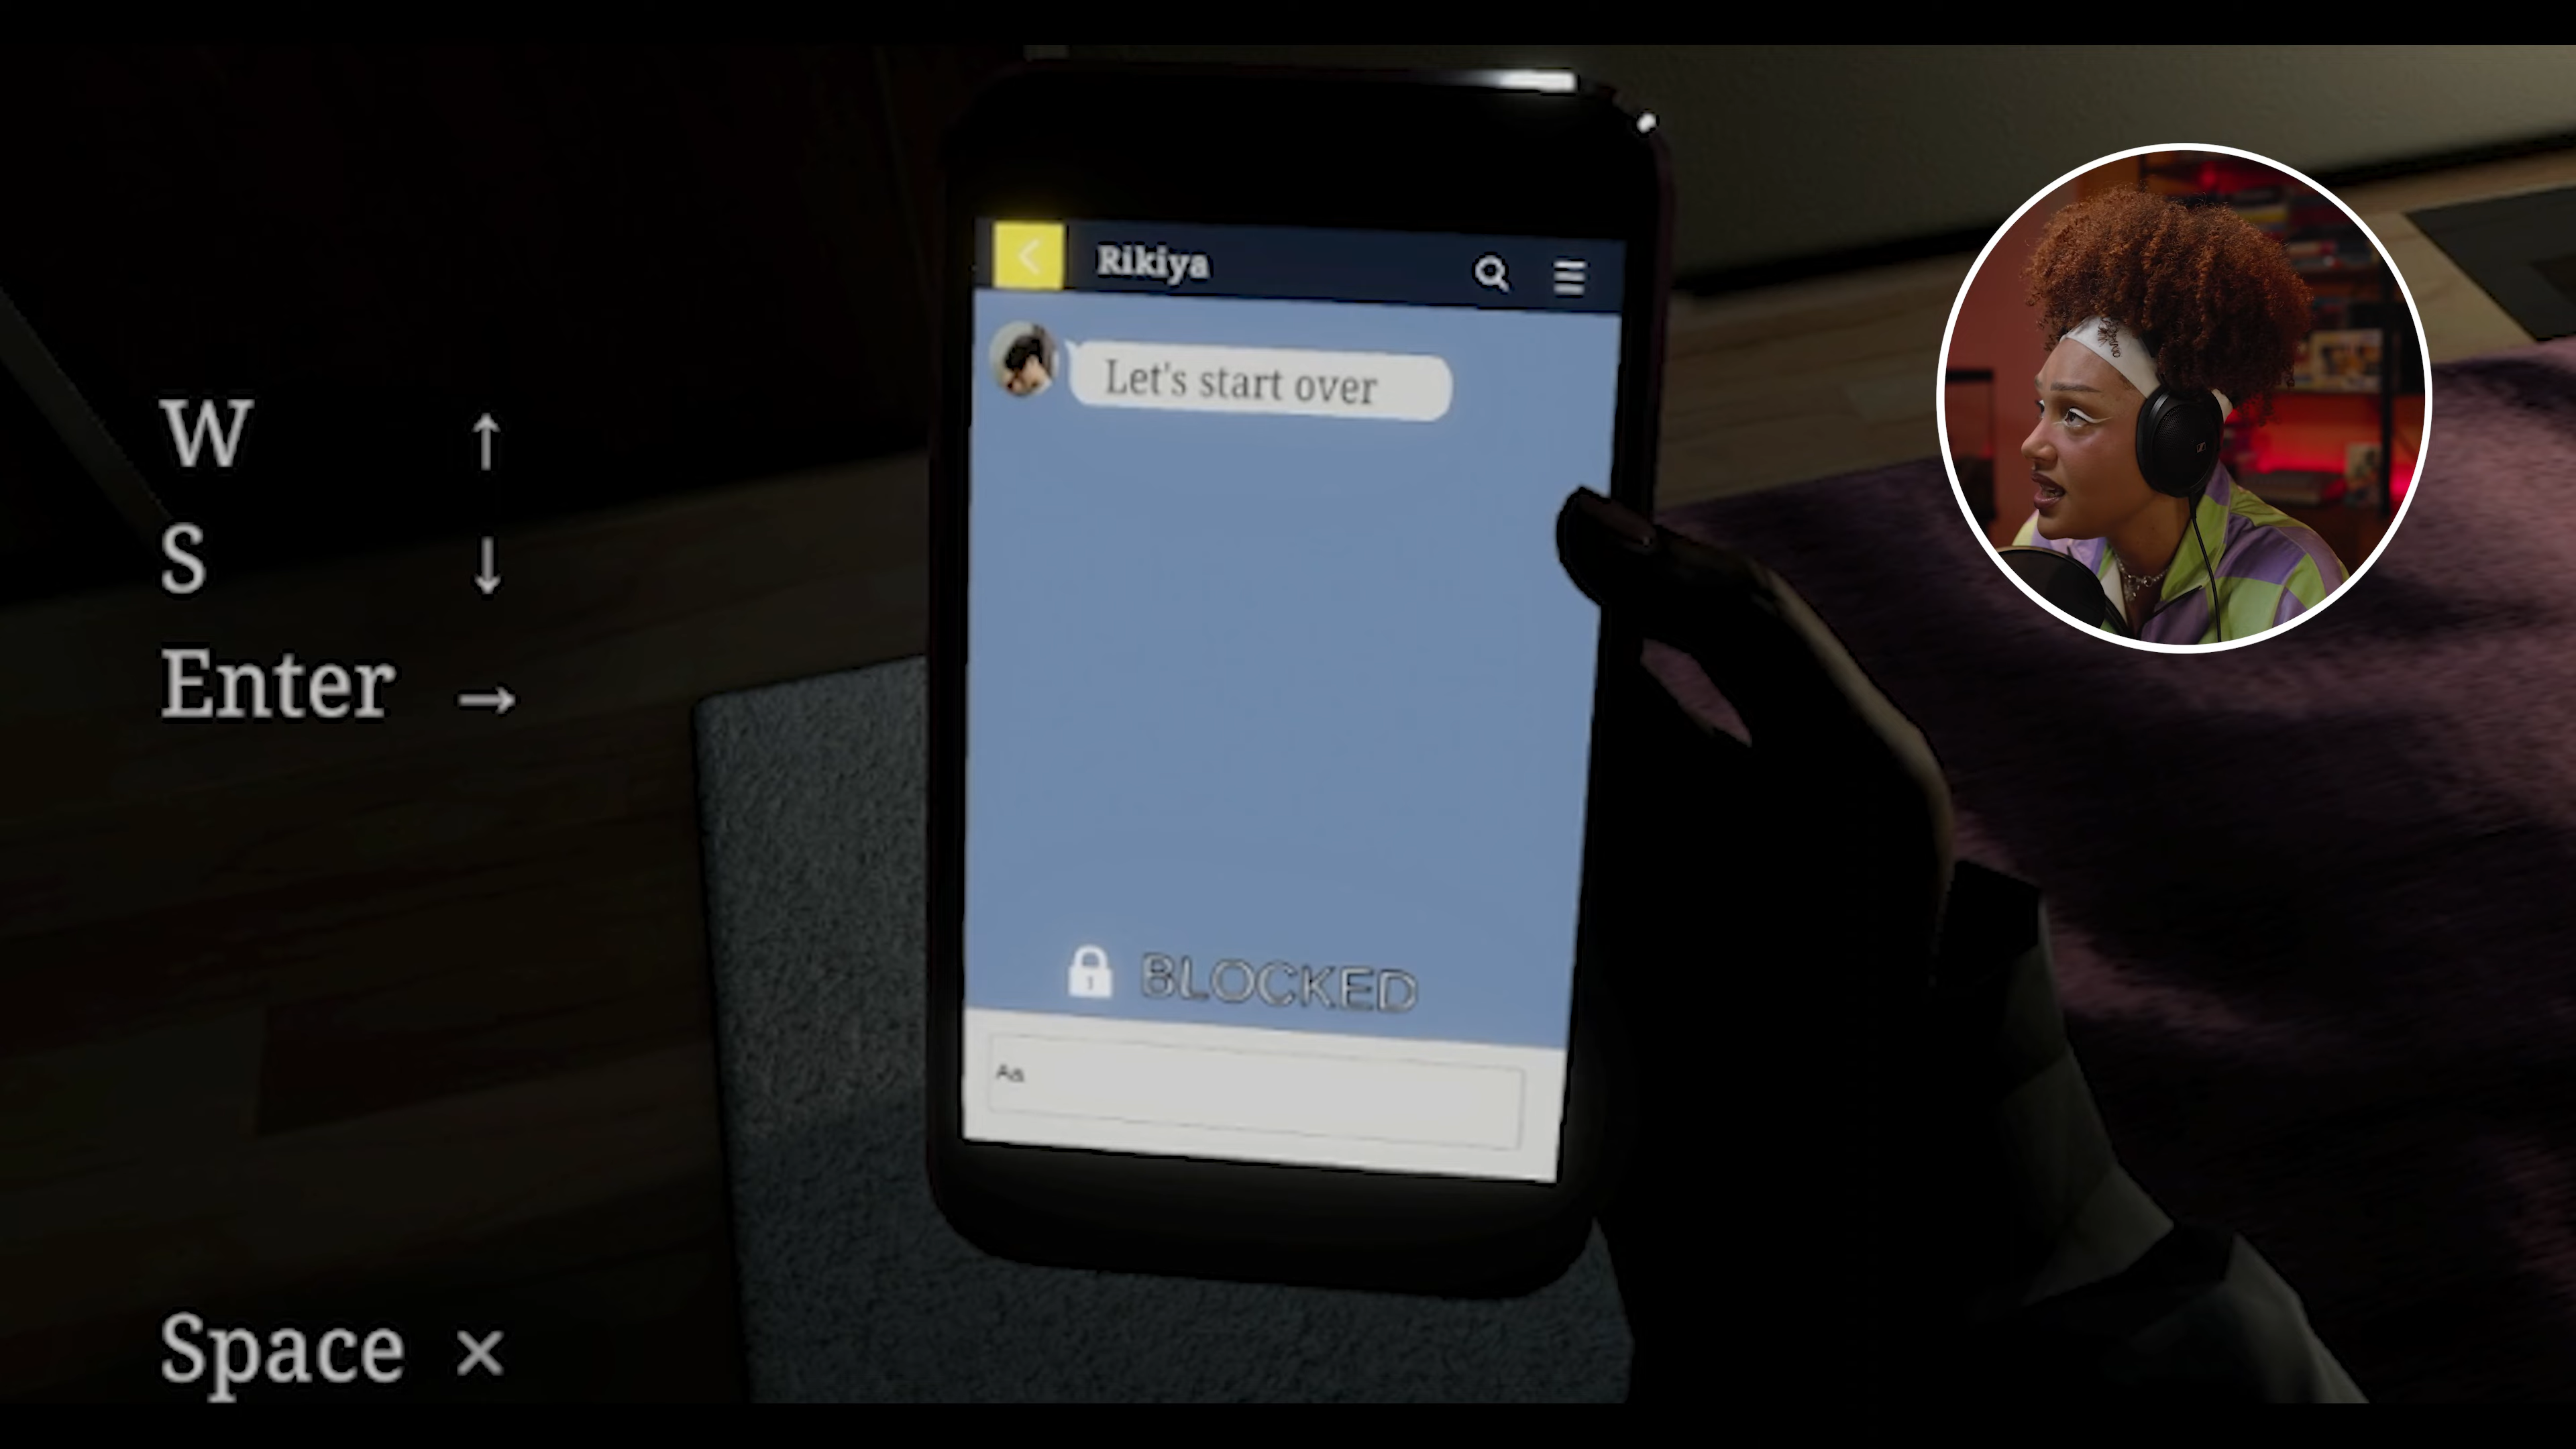 Rikiya
Let's start over
W ↑
S ↓
Enter →
BLOCKED
Aa
Space ×